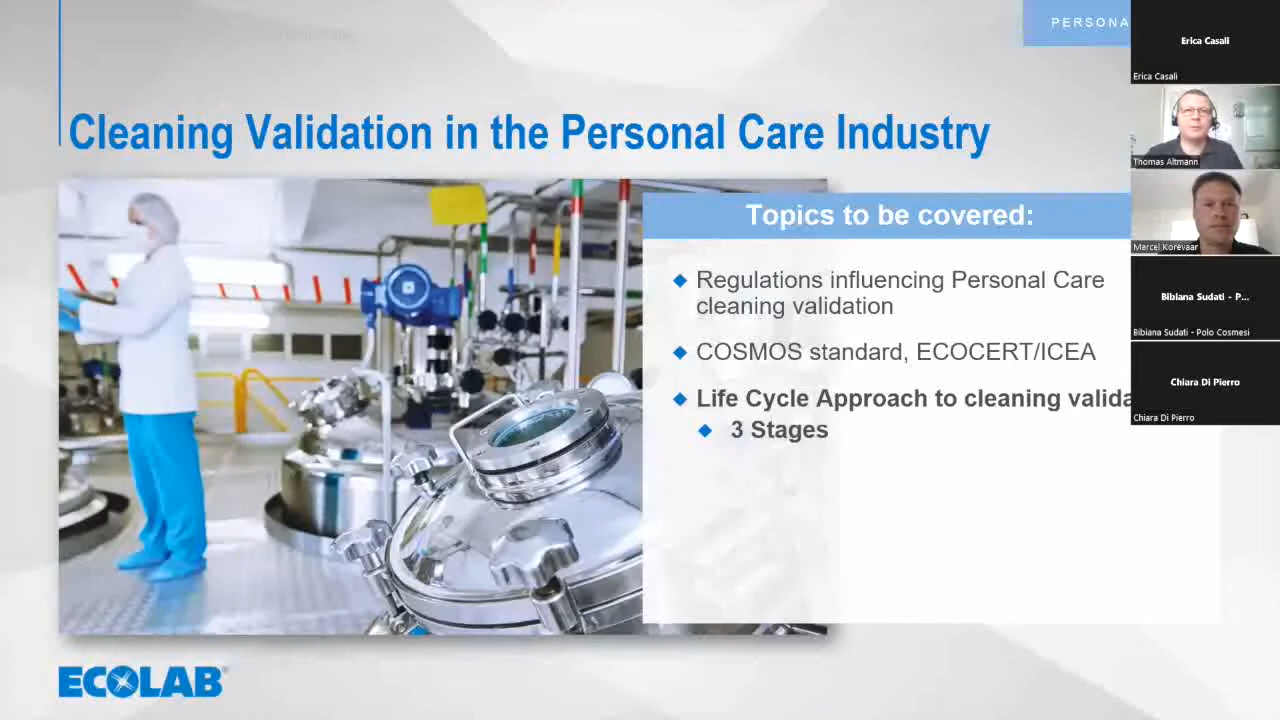 PERSONA
Cleaning Validation in the Personal Care Industry
Topics to be covered:
Regulations influencing Personal Care
cleaning validation
COSMOS standard, ECOCERT/ICEA
Life Cycle Approach to cleaning valida
3 Stages
ECOLAB
Erica Casali
Erica Casali
Thomas Altmann
Marcel Korevaar
Bibiana Sudati - P...
Bibiana Sudati - Polo Cosmesi
Chiara Di Pierro
Chiara Di Pierro